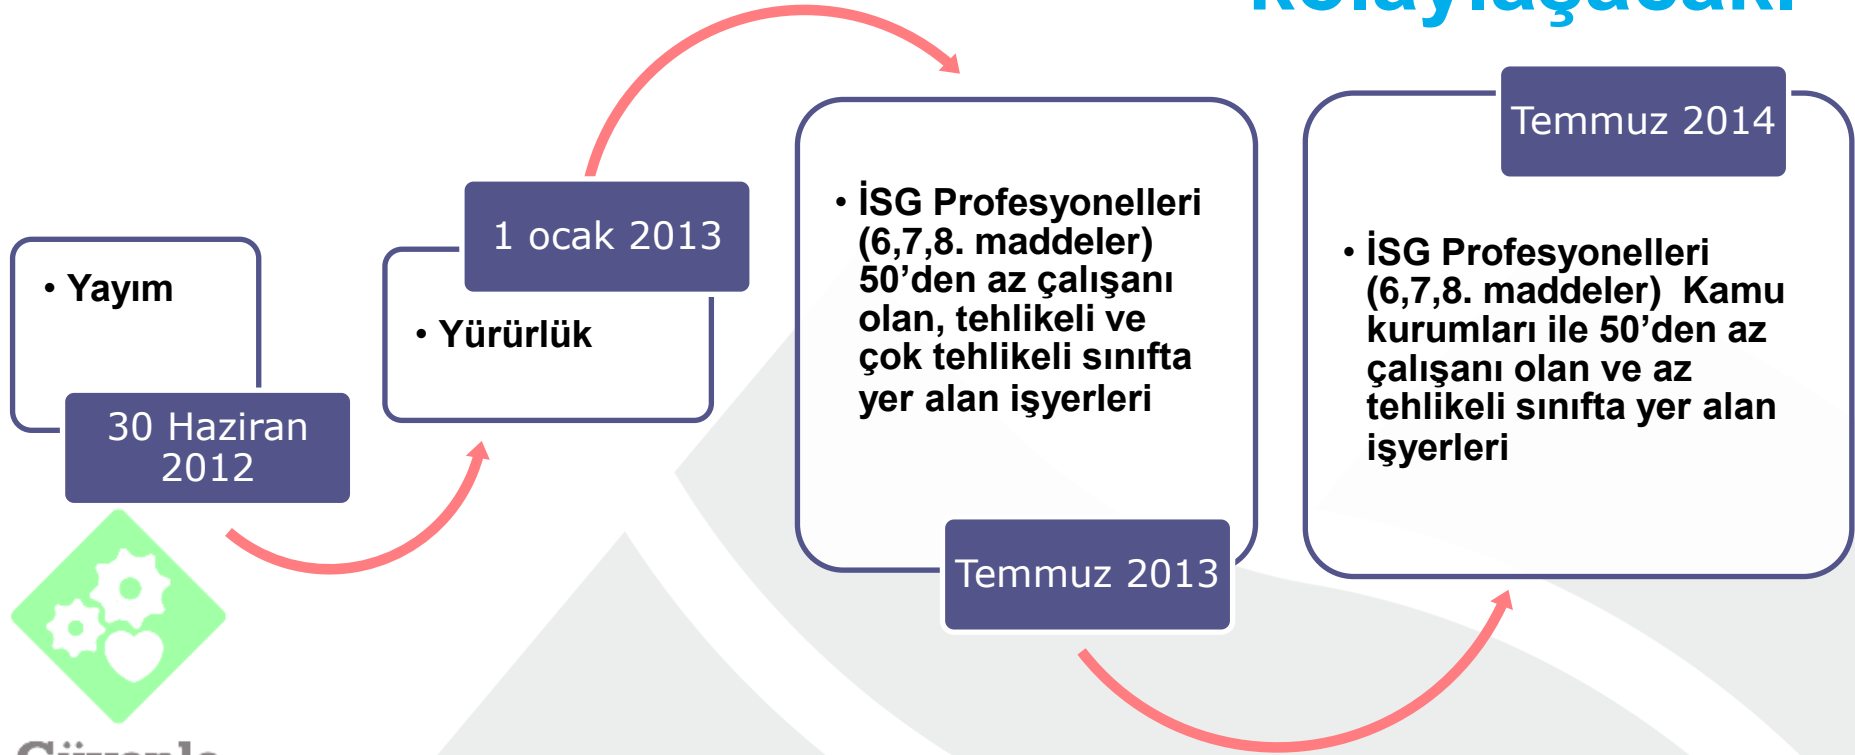 kolaylaşacak!
• Yayım
30 Haziran
2012
1 ocak 2013
• Yürürlük
• İSG Profesyonelleri
(6,7,8. maddeler)
50’den az çalışanı
olan, tehlikeli ve
çok tehlikeli sınıfta
yer alan işyerleri
Temmuz 2013
Temmuz 2014
• İSG Profesyonelleri
(6,7,8. maddeler)  Kamu
kurumları ile 50’den az
çalışanı olan ve az
tehlikeli sınıfta yer alan
işyerleri
Güvenle